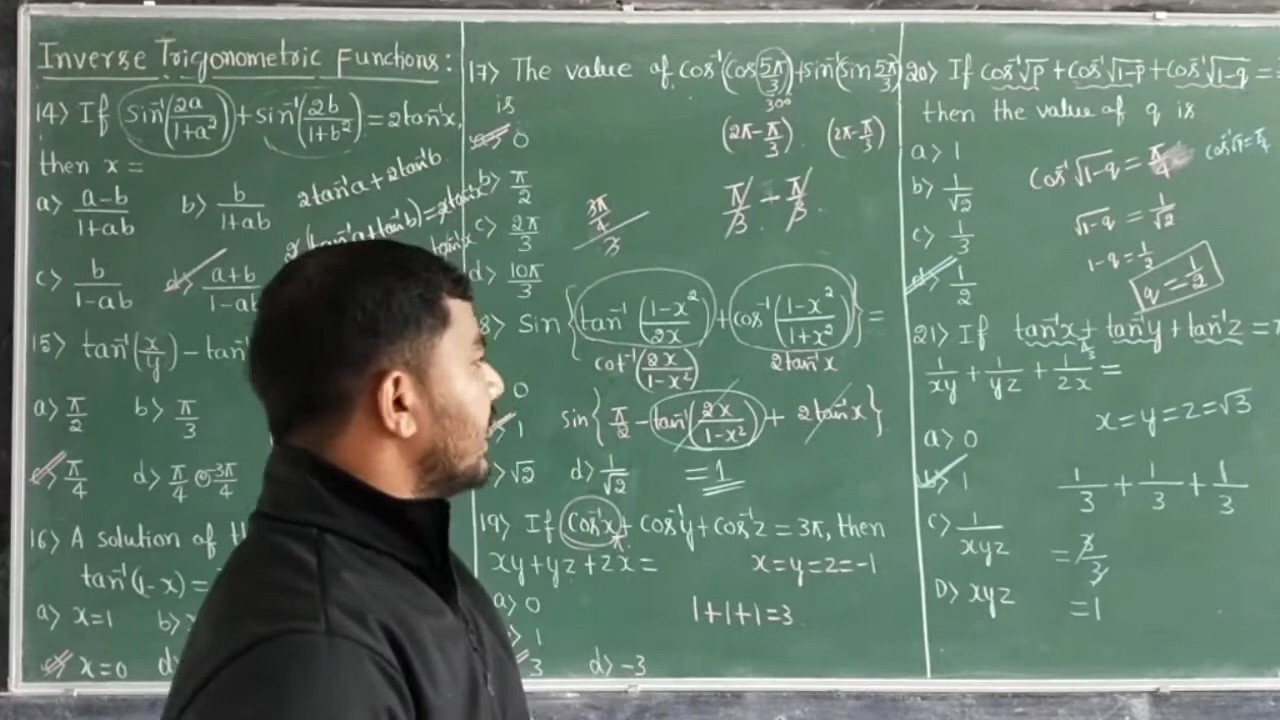 Inverse Trigonometric Functions:
14) If sin⁻¹(2a/1+a²)+sin⁻¹(2b/1+b²)=2tan⁻¹x,
then x=
2tan⁻¹a+2tan⁻¹b
2(tan⁻¹a+tan⁻¹b)=2tan⁻¹x
a) a-b/1+ab b) b/1+ab
c) b/1-ab d) a+b/1-ab
15) tan⁻¹(x/y)-tan
a) π/2 b) π/3
π/4 d) π/4 or -3π/4
16) A solution of
tan⁻¹(1-x)=
a) x=1 b)
x=0 d)
17) The value of cos⁻¹(cos 5π/3)+sin⁻¹(sin 5π/3)
300
is
0
(2π-π/3) (2π-π/3)
b) π/2
π/3-π/3
c) 2π/3
3π/4/3
d) 10π/3
18) Sin{tan⁻¹(1-x²/2x)+cos⁻¹(1-x²/1+x²)}=
cot⁻¹(2x/1-x²) 2tan⁻¹x
0
sin{π/2-tan⁻¹(2x/1-x²)+2tan⁻¹x}
1
√2 d) 1/√2 =1
19) If Cos⁻¹x+cos⁻¹y+cos⁻¹z=3π, then
π
xy+yz+zx= x=y=z=-1
a) 0
1+1+1=3
1
3 d) -3
20) If cos⁻¹√p+cos⁻¹√1-p+cos⁻¹√1-q=
then the value of q is
a) 1
cos⁻¹√1-q=π/4
b) 1/√2
√1-q=1/√2
c) 1/3
1-q=1/2
d) 1/2
q=1/2
21) If tan⁻¹x+tan⁻¹y+tan⁻¹z=
1/xy+1/yz+1/zx=
x=y=z=√3
a) 0
b) 1
1/3+1/3+1/3
c) 1/xyz
=3/3
D) xyz
=1